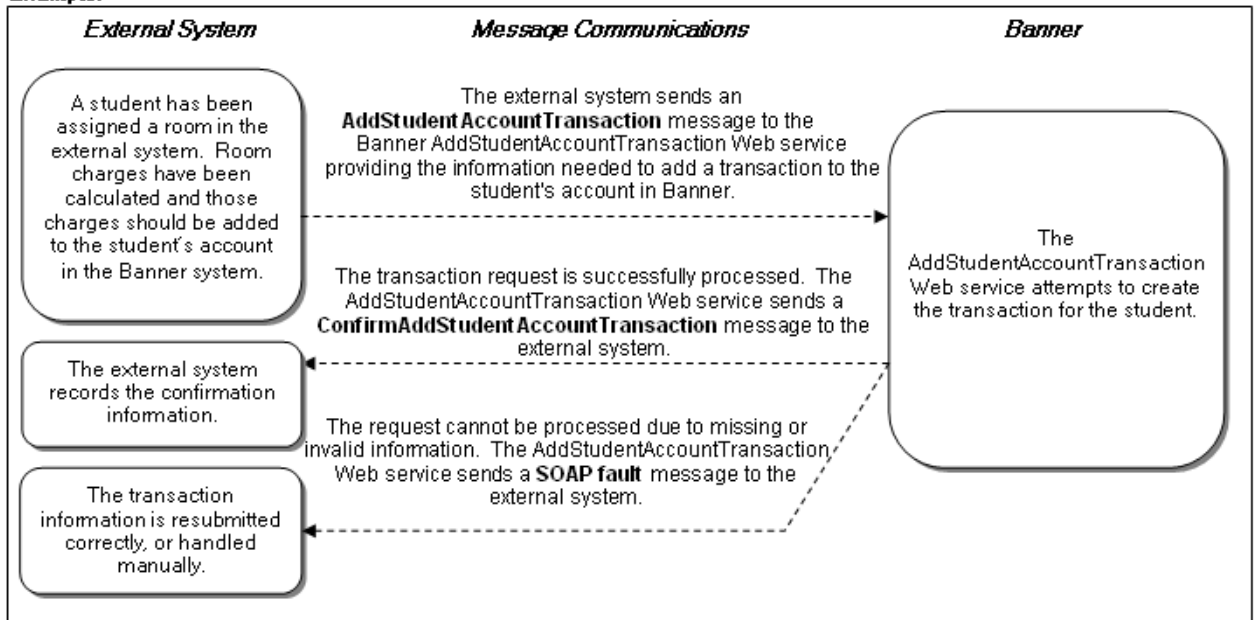 External System
Message Communications
Banner
A student has been
assigned a room in the
external system. Room
charges have been
calculated and those
charges should be added
to the student's account
in the Banner system.
The external system sends an
AddStudentAccountTransaction message to the
Banner AddStudentAccountTransaction Web service
providing the information needed to add a transaction to the
student's account in Banner.
The
AddStudentAccountTransaction
Web service attempts to create
the transaction for the student.
The transaction request is successfully processed. The
AddStudentAccountTransaction Web service sends a
ConfirmAddStudentAccountTransaction message to the
external system.
The external system
records the confirmation
information.
The request cannot be processed due to missing or
invalid information. The AddStudentAccountTransaction
Web service sends a SOAP fault message to the
external system.
The transaction
information is resubmitted
correctly, or handled
manually.